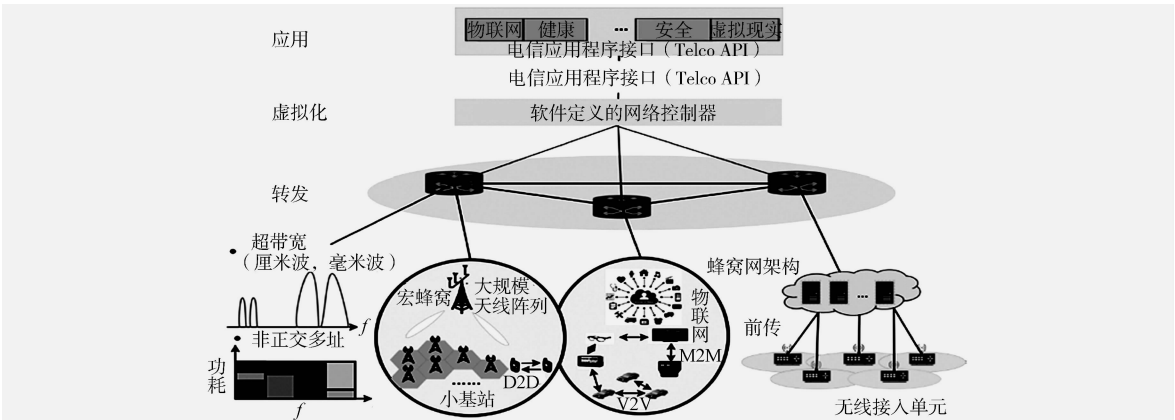 应用
物联网 健康 … 安全 虚拟现实
电信应用程序接口（Telco API）
电信应用程序接口（Telco API）
虚拟化
软件定义的网络控制器
转发
• 超带宽
（厘米波，毫米波）
f
• 非正交多址
功耗
f
宏蜂窝
大规模
天线阵列
D2D
……
小基站
物联网
M2M
V2V
蜂窝网架构
…
前传
无线接入单元